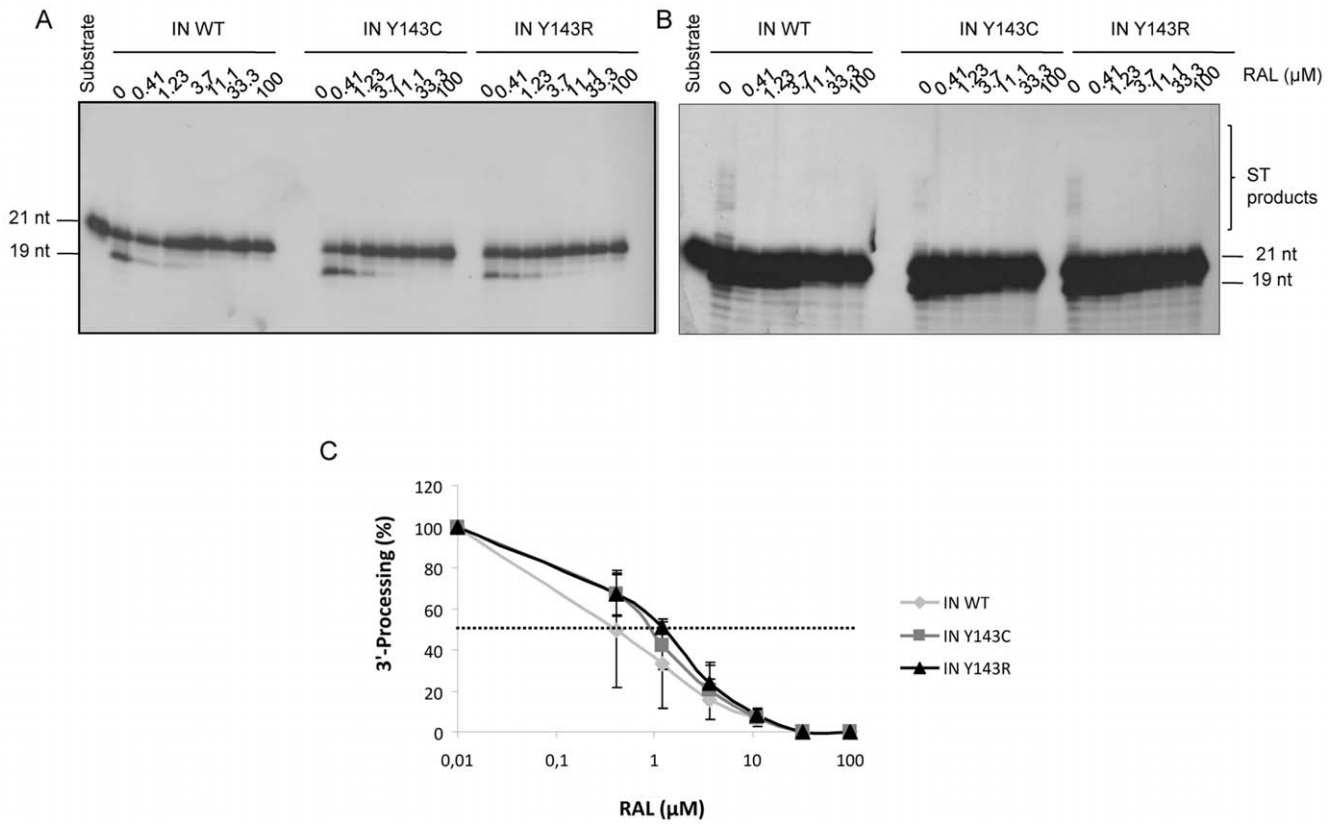 A
Substrate
IN WT
IN Y143C
IN Y143R
0 0.41 1.23 3.7 11.1 33.3 100
0 0.41 1.23 3.7 11.1 33.3 100
0 0.41 1.23 3.7 11.1 33.3 100
21 nt
19 nt
B
Substrate
IN WT
IN Y143C
IN Y143R
0 0.41 1.23 3.7 11.1 33.3 100
0 0.41 1.23 3.7 11.1 33.3 100
0 0.41 1.23 3.7 11.1 33.3 100
RAL (μM)
ST
products
21 nt
19 nt
C
3'-Processing (%)
120
100
80
60
40
20
0
0,01 0,1 1 10 100
RAL (μM)
IN WT
IN Y143C
IN Y143R